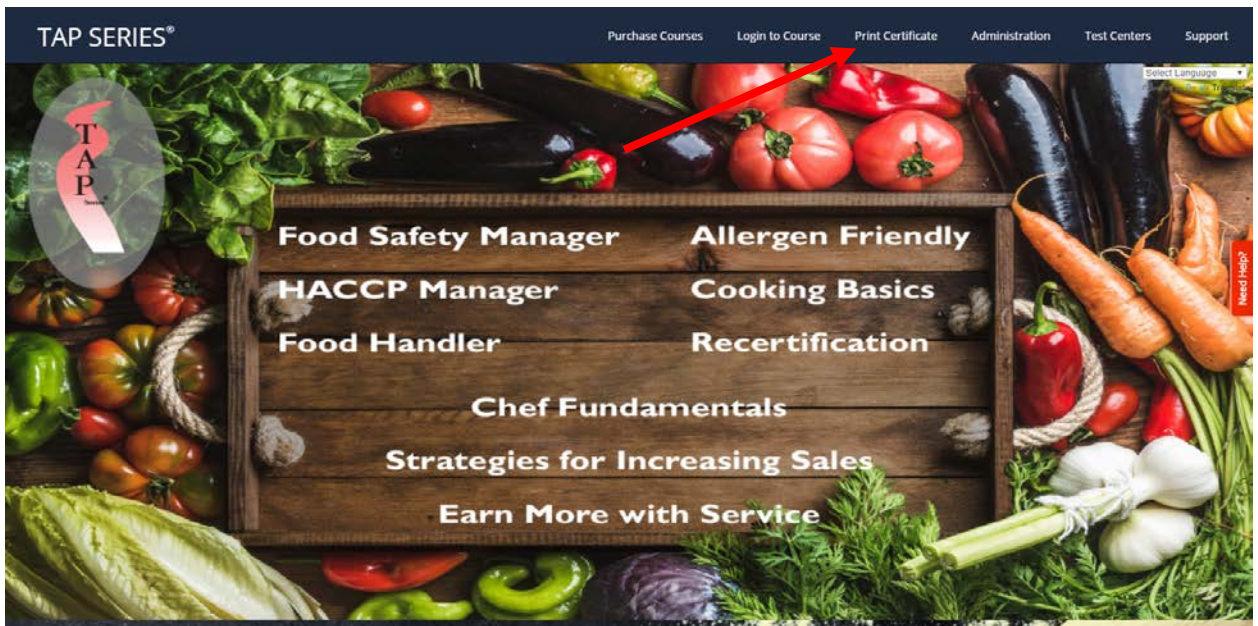 TAP SERIES®
Purchase Courses Login to Course Print Certificate Administration Test Centers Support
Select Language
T
A
P
Series
Food Safety Manager Allergen Friendly
HACCP Manager Cooking Basics
Need Help?
Food Handler Recertification
Chef Fundamentals
Strategies for Increasing Sales
Earn More with Service